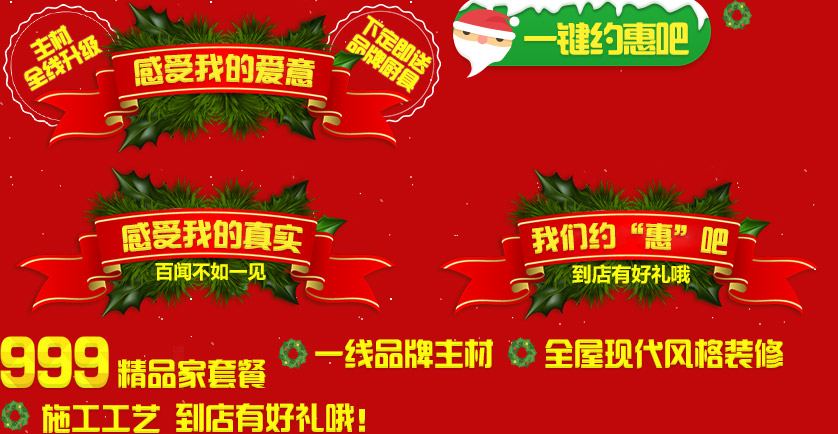 主材
全线升级
感受我的爱意
下定即送
品牌厨具
一键约惠吧
感受我的真实
百闻不如一见
我们约“惠”吧
到店有好礼哦
999精品家套餐
一线品牌主材
全屋现代风格装修
施工工艺 到店有好礼哦!